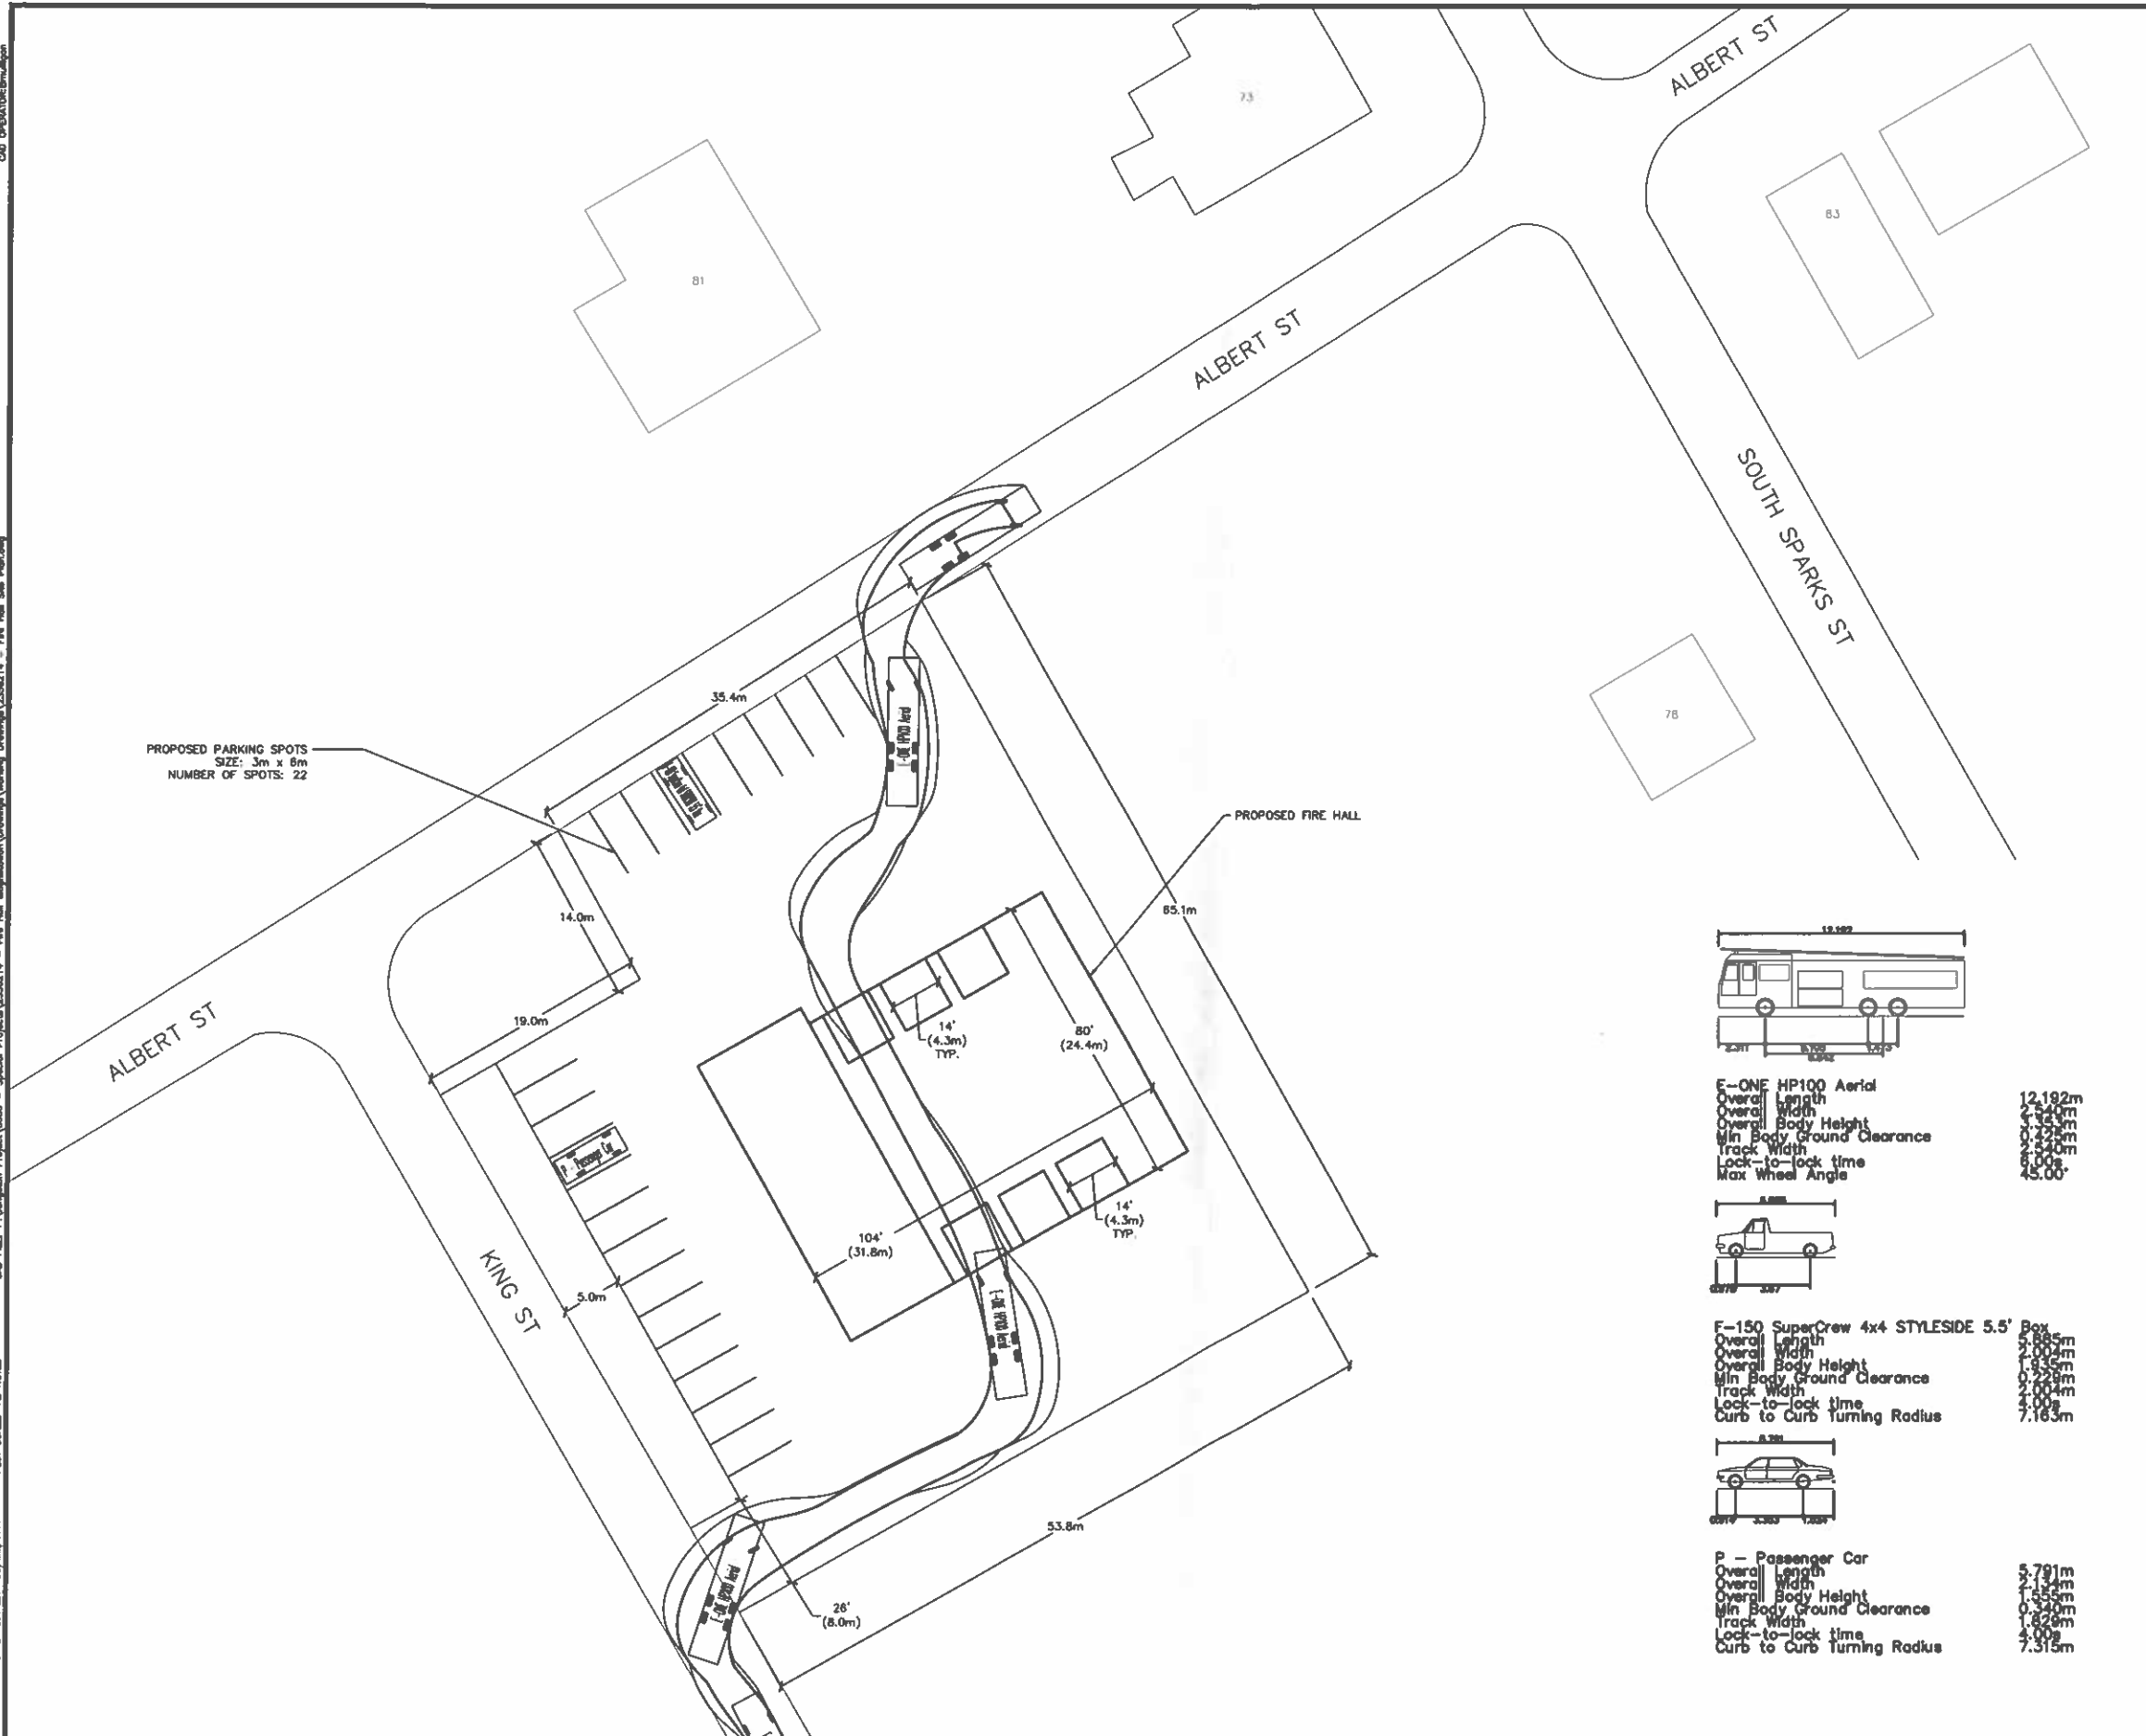 ALBERT ST
73
83
81
ALBERT ST
SOUTH SPARKS ST
35.4m
PROPOSED PARKING SPOTS
SIZE: 3m x 6m
NUMBER OF SPOTS: 22
78
PROPOSED FIRE HALL
14.0m
65.1m
19.0m
ALBERT ST
14'
(4.3m)
TYP.
80'
(24.4m)
P - Passenger Car
KING ST
5.0m
104'
(31.8m)
14'
(4.3m)
TYP.
53.8m
26'
(8.0m)
12.192
E-ONE HP100 Aerial
Overall Length 12.192m
Overall Width 2.540m
Overall Body Height 3.353m
Min Body Ground Clearance 0.425m
Track Width 2.540m
Lock-to-lock time 6.00s
Max Wheel Angle 45.00°
F-150 SuperCrew 4x4 STYLESIDE 5.5' Box
Overall Length 5.885m
Overall Width 2.004m
Overall Body Height 1.935m
Min Body Ground Clearance 0.229m
Track Width 2.004m
Lock-to-lock time 4.00s
Curb to Curb Turning Radius 7.163m
P - Passenger Car
Overall Length 5.791m
Overall Width 2.134m
Overall Body Height 1.555m
Min Body Ground Clearance 0.340m
Track Width 1.829m
Lock-to-lock time 4.00s
Curb to Curb Turning Radius 7.315m